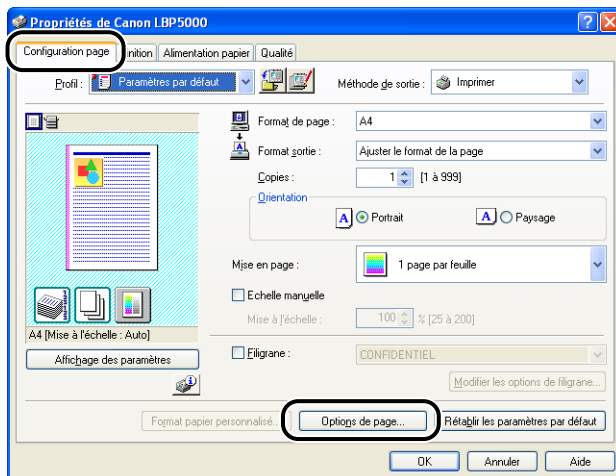 Propriétés de Canon LBP5000
Configuration page nition Alimentation papier Qualité
Profil : Paramètres par défaut Méthode de sortie : Imprimer
Format de page : A4
Format sortie : Ajuster le format de la page
Copies : 1 [1 à 999]
Orientation
A Portrait A Paysage
Mise en page : 1 page par feuille
Echelle manuelle
Mise à l'échelle : 100 % [25 à 200]
A4 [Mise à l'échelle : Auto]
Affichage des paramètres
Filigrane : CONFIDENTIEL
Modifier les options de filigrane...
Format papier personnalisé.. Options de page... Rétablir les paramètres par défaut
OK Annuler Aide